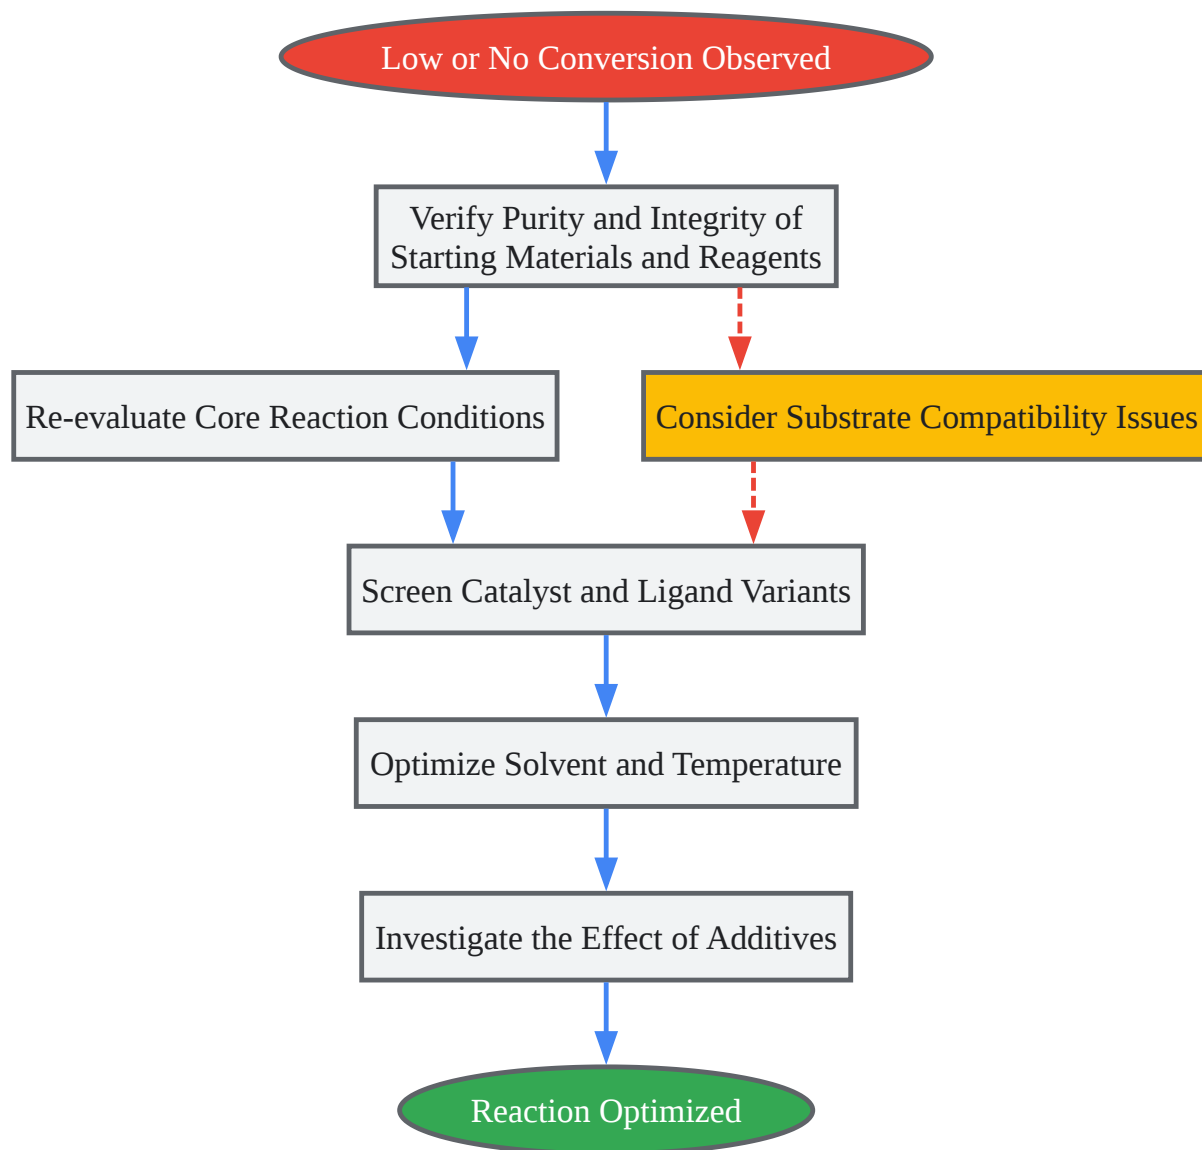 Low or No Conversion Observed
Verify Purity and Integrity of
Starting Materials and Reagents
Re-evaluate Core Reaction Conditions
Consider Substrate Compatibility Issues
Screen Catalyst and Ligand Variants
Optimize Solvent and Temperature
Investigate the Effect of Additives
Reaction Optimized